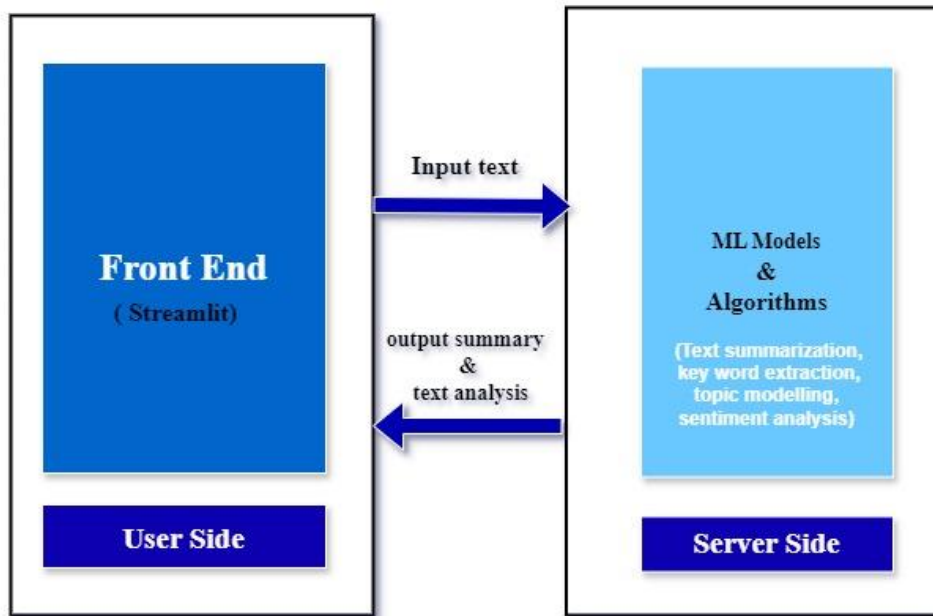 Front End
( Streamlit)
User Side
Input text
output summary
&
text analysis
ML Models
&
Algorithms
(Text summarization,
key word extraction,
topic modelling,
sentiment analysis)
Server Side